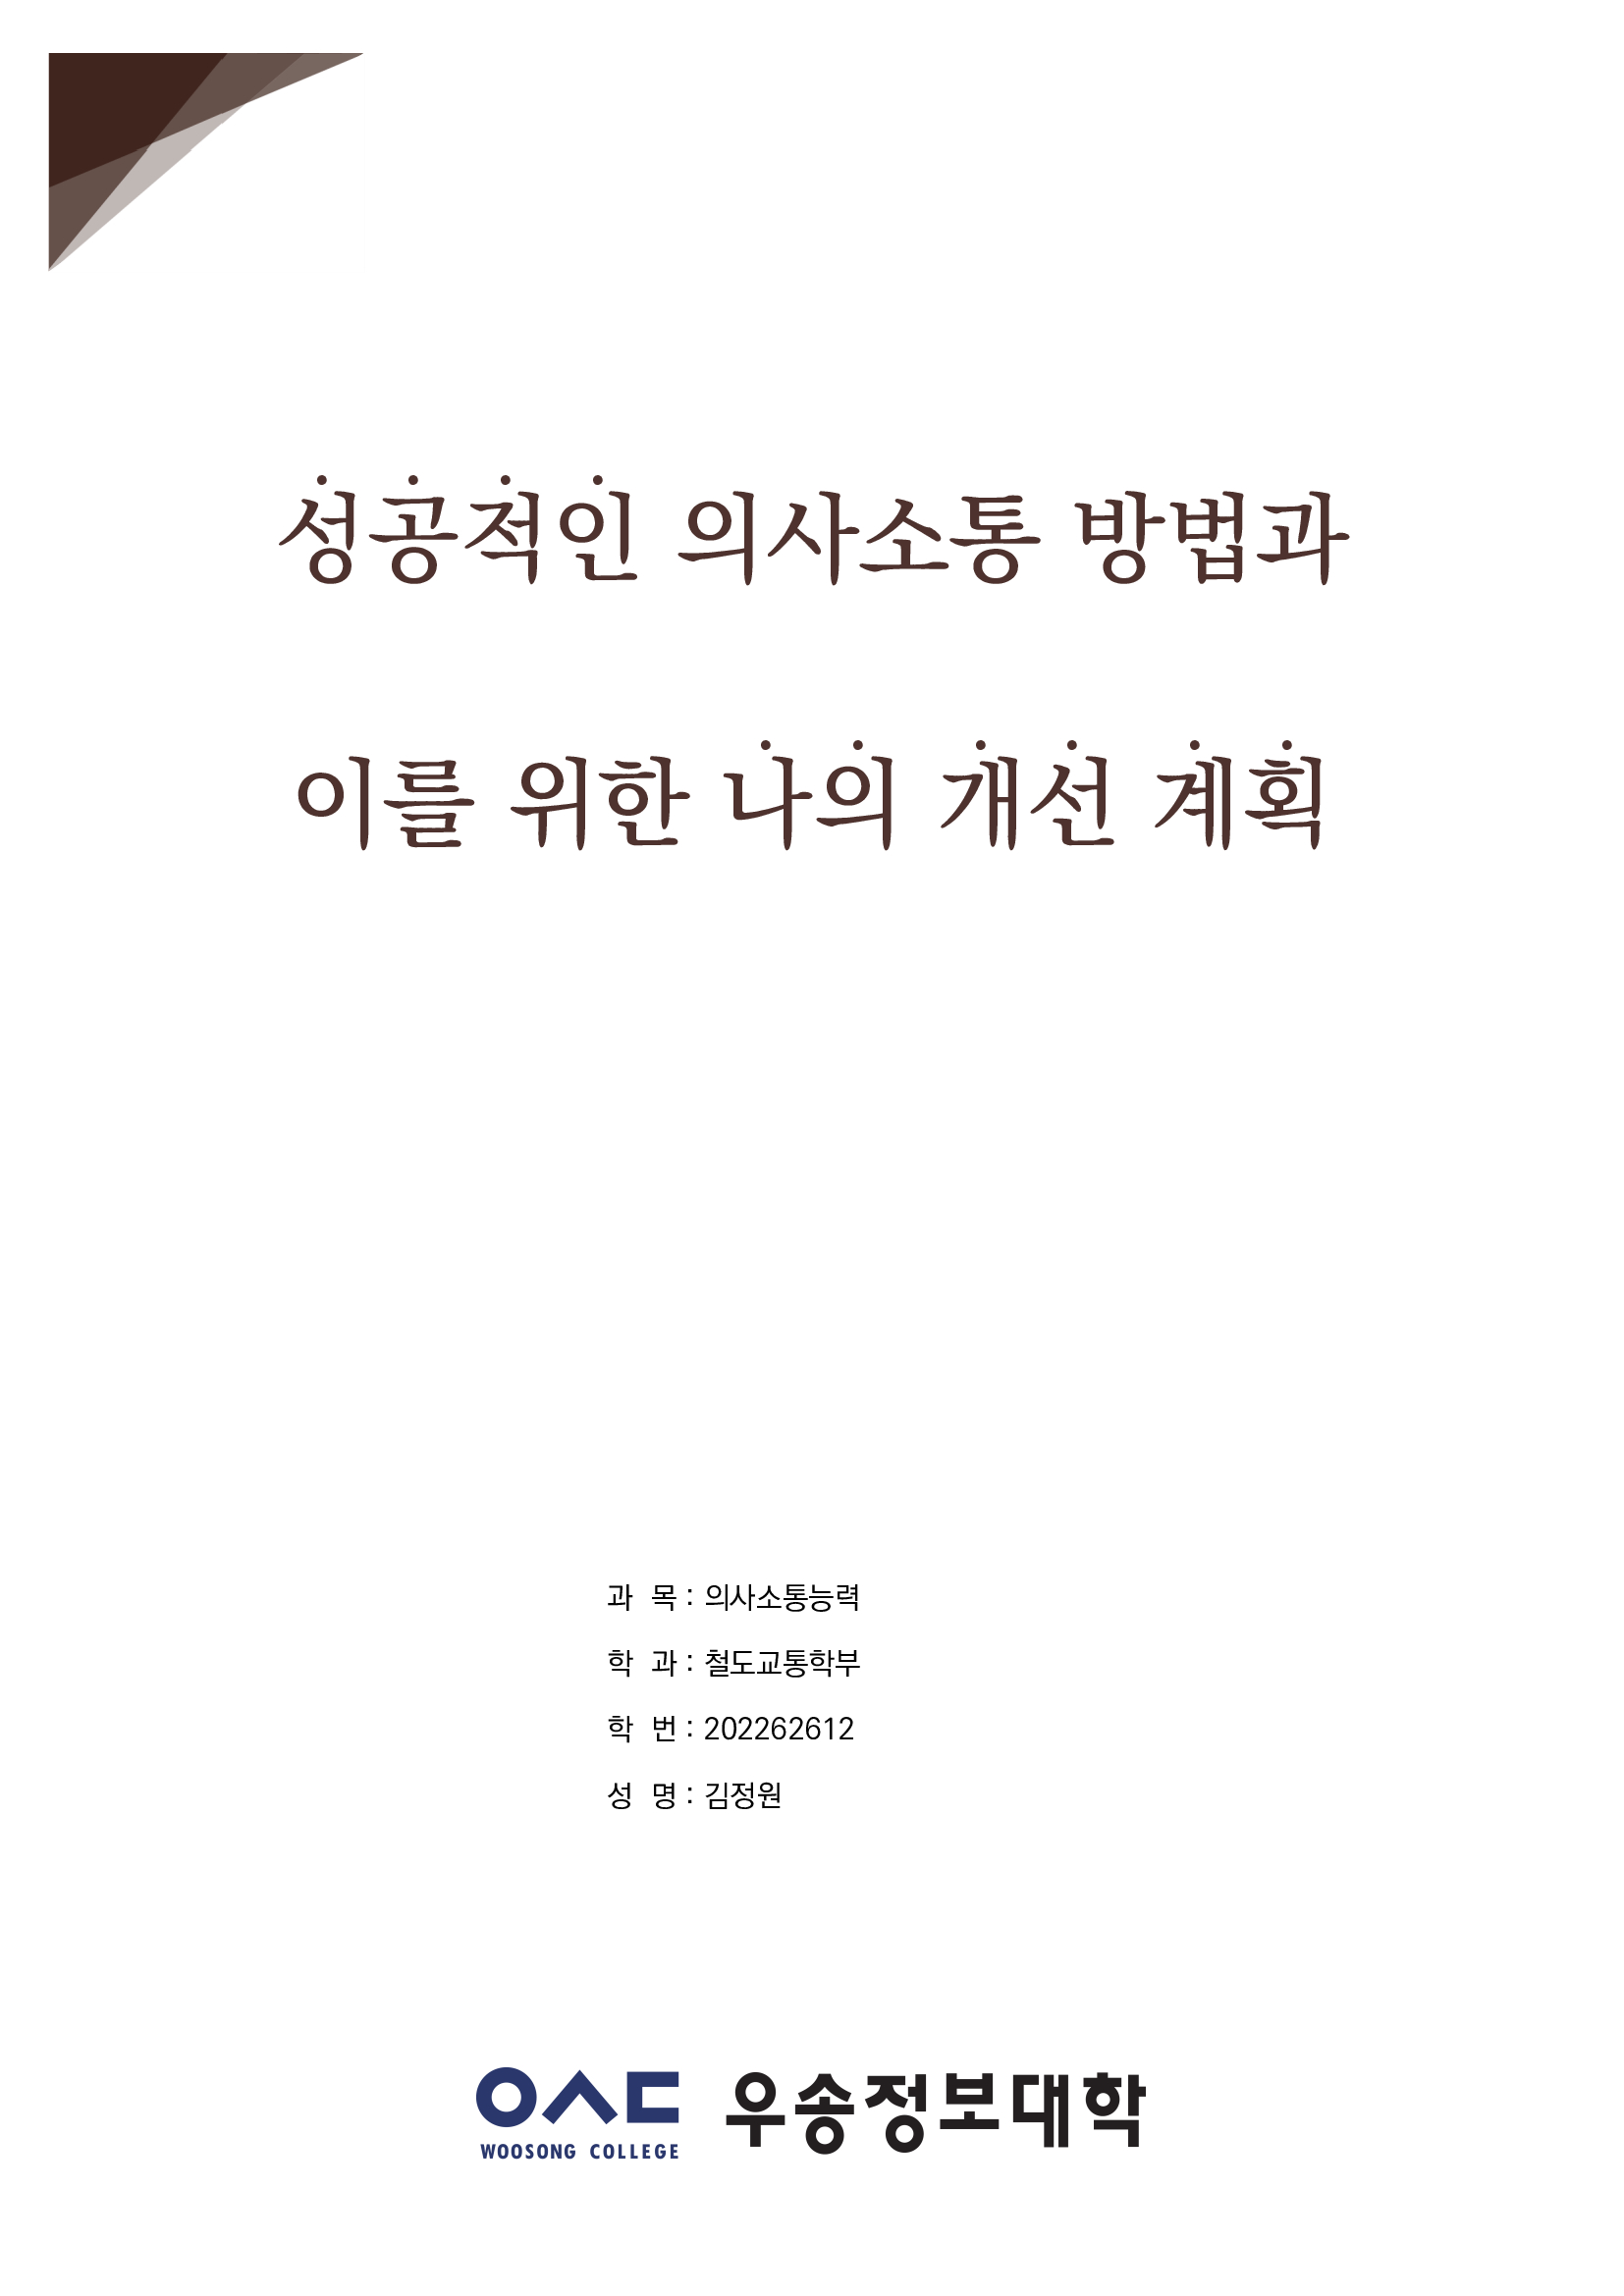 성공적인 의사소통 방법과
이를 위한 나의 개선 계획
과 목 : 의사소통능력
학 과 : 철도교통학부
학 번 : 202262612
성 명 : 김정원
WOOSONG COLLEGE 우송정보대학